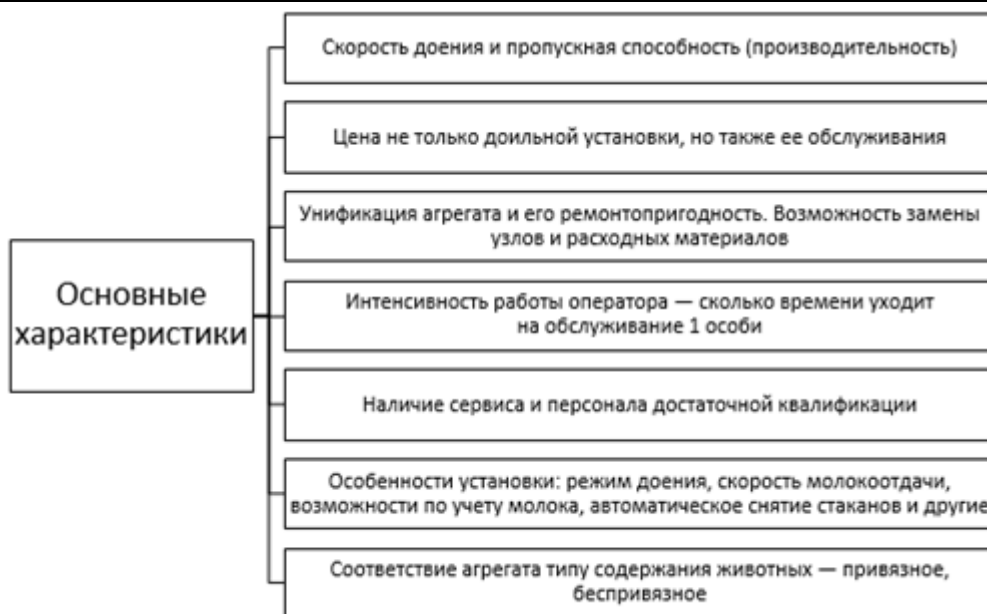 Скорость доения и пропускная способность (производительность)
Цена не только доильной установки, но также ее обслуживания
Унификация агрегата и его ремонтопригодность. Возможность замены
узлов и расходных материалов
Основные
характеристики
Интенсивность работы оператора — сколько времени уходит
на обслуживание 1 особи
Наличие сервиса и персонала достаточной квалификации
Особенности установки: режим доения, скорость молокоотдачи,
возможности по учету молока, автоматическое снятие стаканов и другие
Соответствие агрегата типу содержания животных — привязное,
беспривязное